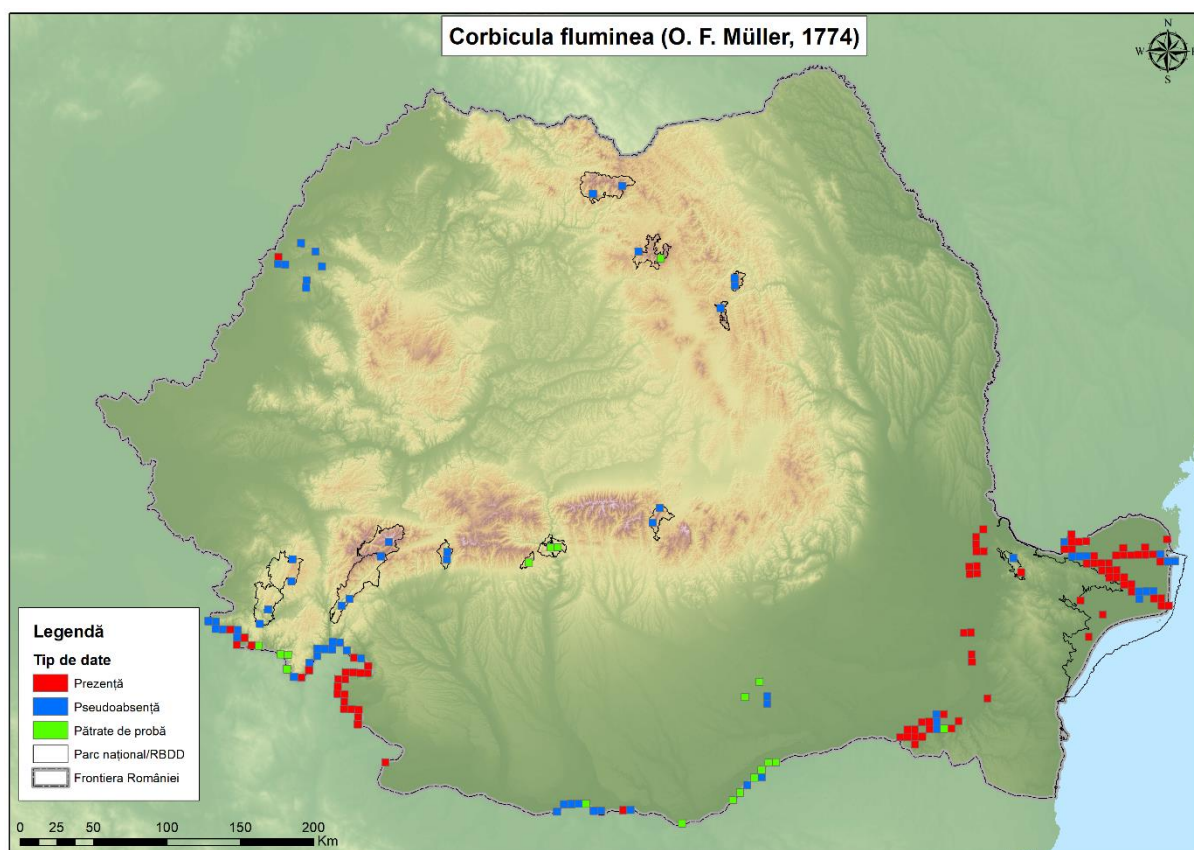 Corbicula fluminea (O. F. Müller, 1774)
N
W
E
S
Legendă
Tip de date
Prezență
Pseudoabsență
Pătrate de probă
Parc național/RBDD
Frontiera României
0 25 50 100 150 200
Km